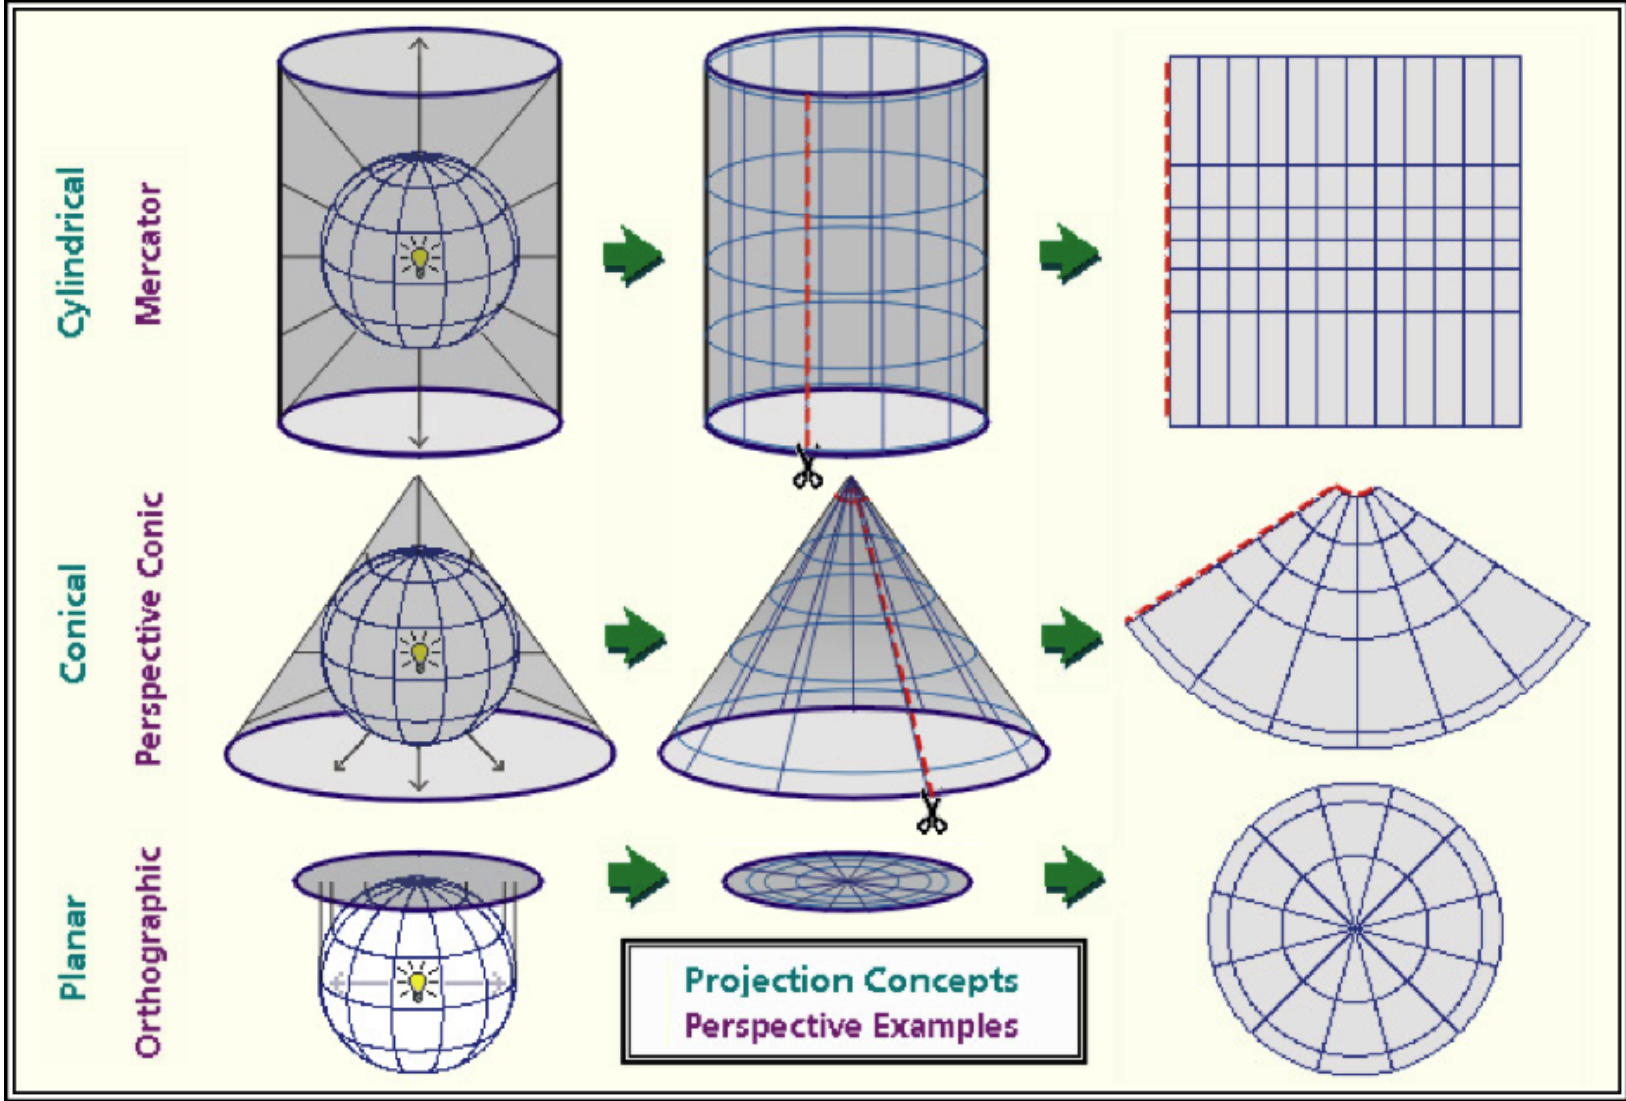 Cylindrical
Mercator
Conical
Perspective Conic
Planar
Orthographic
Projection Concepts
Perspective Examples